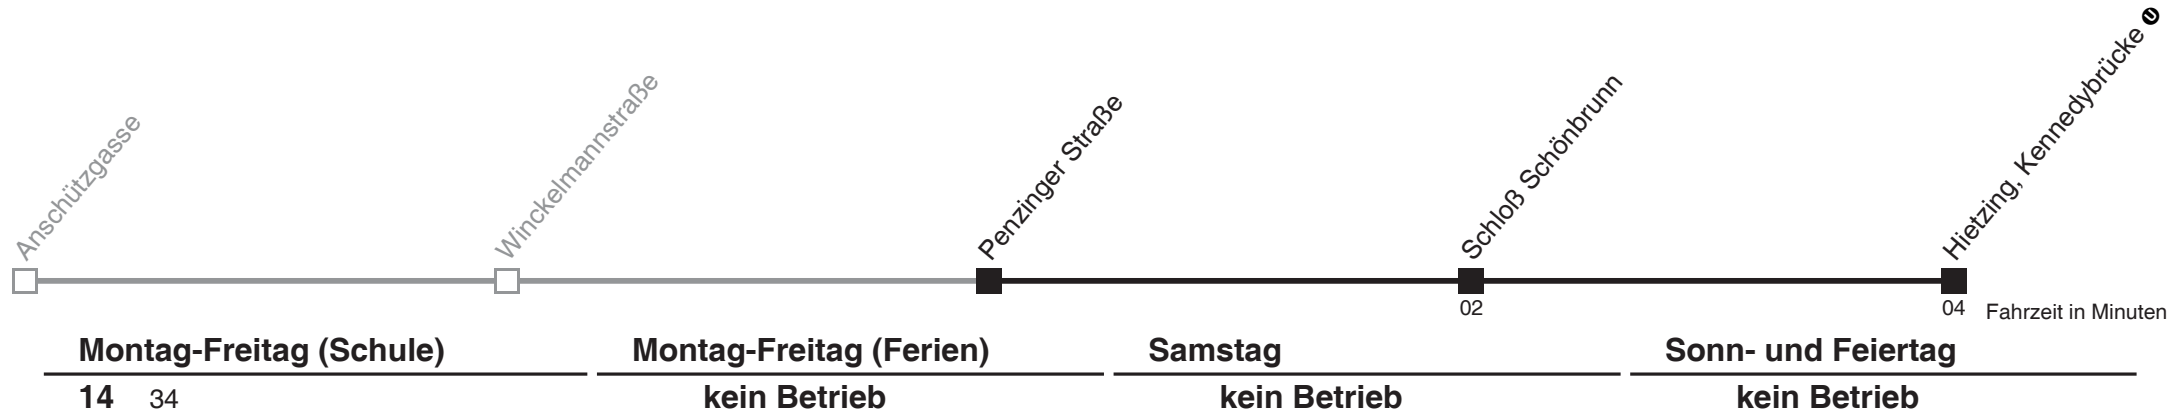 Anschützgasse
Winckelmannstraße
Penzinger Straße
Schloß Schönbrunn
Hietzing, Kennedybrücke U
02
04 Fahrzeit in Minuten
Montag-Freitag (Schule) Montag-Freitag (Ferien) Samstag Sonn- und Feiertag
14 34 kein Betrieb kein Betrieb kein Betrieb